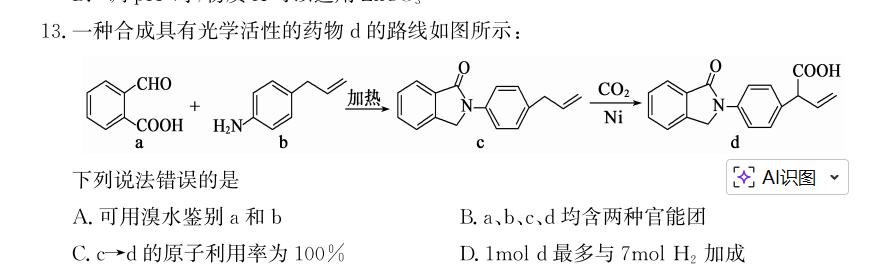 13. 一种合成具有光学活性的药物 d 的路线如图所示：
CHO
COOH
a
+
H₂N
b
加热
O
N
c
CO₂
Ni
O
N
COOH
d
下列说法错误的是
AI识图
A. 可用溴水鉴别 a 和 b
B. a、b、c、d 均含两种官能团
C. c→d 的原子利用率为 100%
D. 1mol d 最多与 7mol H₂ 加成